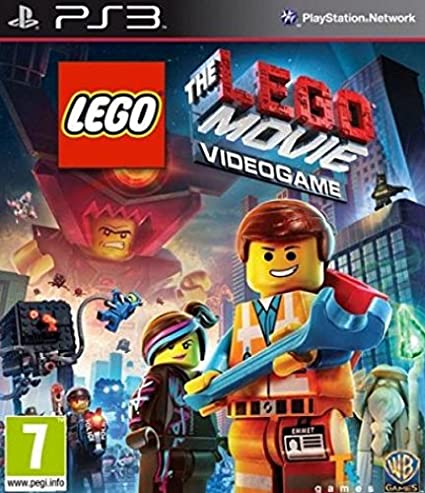 PS3
PlayStation Network
LEGO
THE
LEGO
MOVIE
VIDEOGAME
EMMET
7
www.pegi.info
games
WB
GAMES